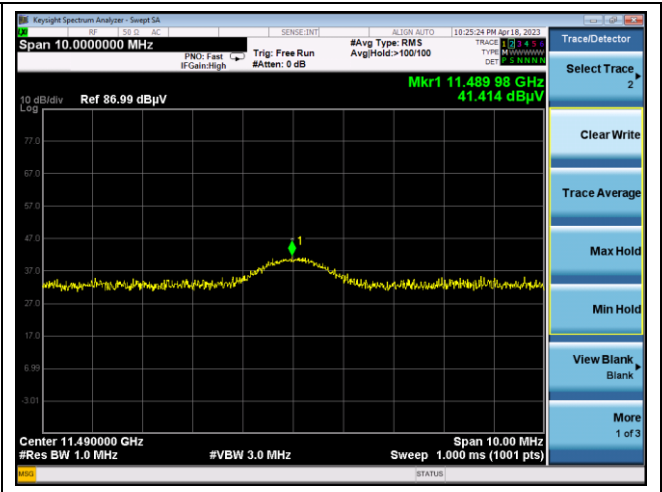 Keysight Spectrum Analyzer - Swept SA
RF 50 Ω AC SENSE:INT ALIGN AUTO 10:25:24 PM Apr 18, 2023
Span 10.0000000 MHz
PNO: Fast
IFGain:High
Trig: Free Run
#Atten: 0 dB
#Avg Type: RMS
Avg|Hold:>100/100
TRACE 1 2 3 4 5 6
TYPE M W W W W W
DET P S N N N N
Mkr1 11.489 98 GHz
41.414 dBµV
10 dB/div Ref 86.99 dBµV
Log
77.0
67.0
57.0
47.0
37.0
27.0
17.0
6.99
-3.01
1
Center 11.490000 GHz
Span 10.00 MHz
#Res BW 1.0 MHz
#VBW 3.0 MHz
Sweep 1.000 ms (1001 pts)
MSG
STATUS
Trace/Detector
Select Trace
2
Clear Write
Trace Average
Max Hold
Min Hold
View Blank
Blank
More
1 of 3